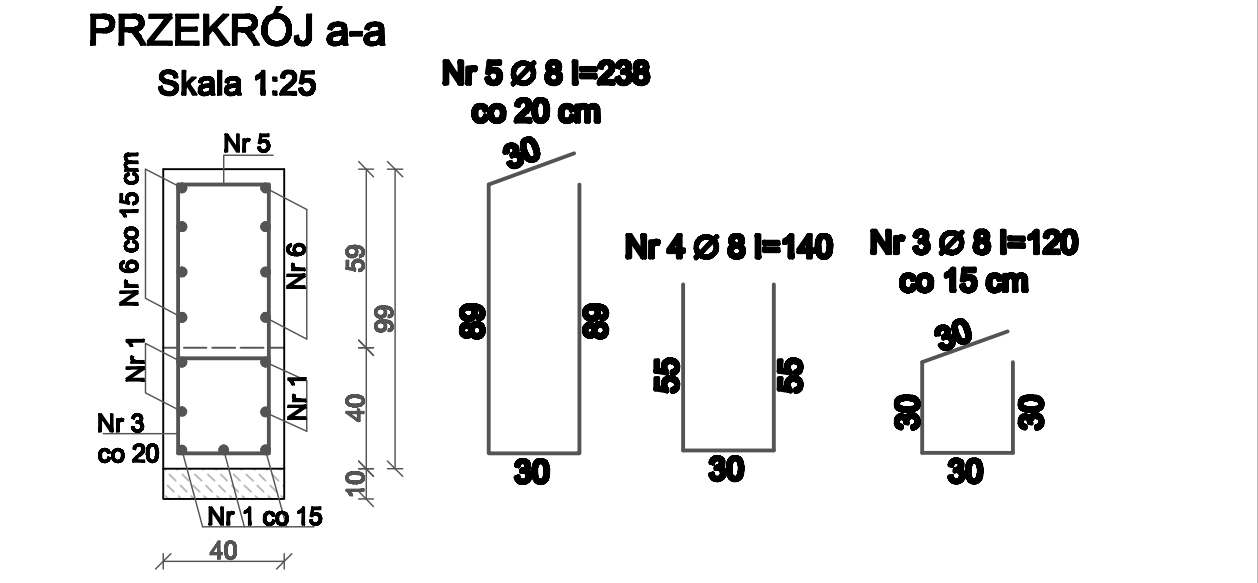 PRZEKRÓJ a-a
Skala 1:25
Nr 5
Nr 6 co 15 cm
Nr 6
Nr 1
Nr 1
Nr 3
co 20
Nr 1 co 15
40
59
40
10
99
Nr 5 Ø 8 l=238
co 20 cm
30
89
89
30
Nr 4 Ø 8 l=140
55
55
30
Nr 3 Ø 8 l=120
co 15 cm
30
30
30
30